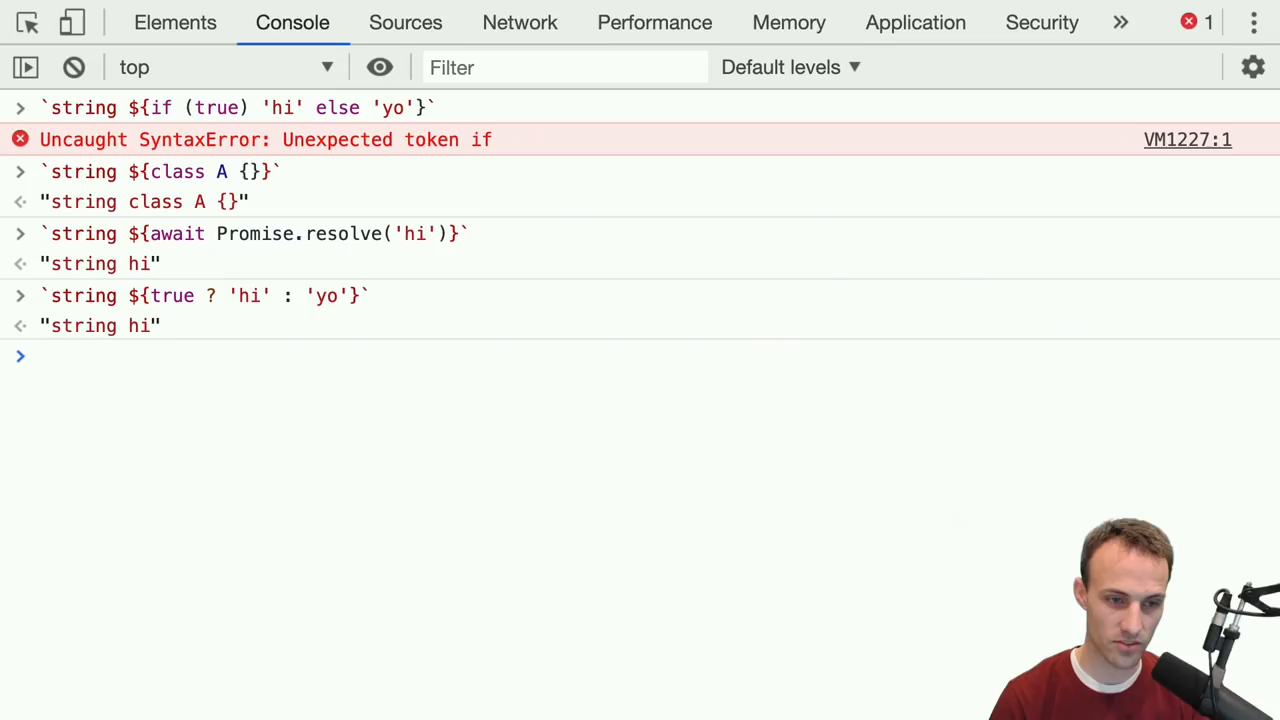 Elements Console Sources Network Performance Memory Application Security » 1
top ▼ Filter Default levels ▼
> `string ${if (true) 'hi' else 'yo'}`
Uncaught SyntaxError: Unexpected token if VM1227:1
> `string ${class A {}}`
"string class A {}"
> `string ${await Promise.resolve('hi')}`
"string hi"
> `string ${true ? 'hi' : 'yo'}`
"string hi"
>